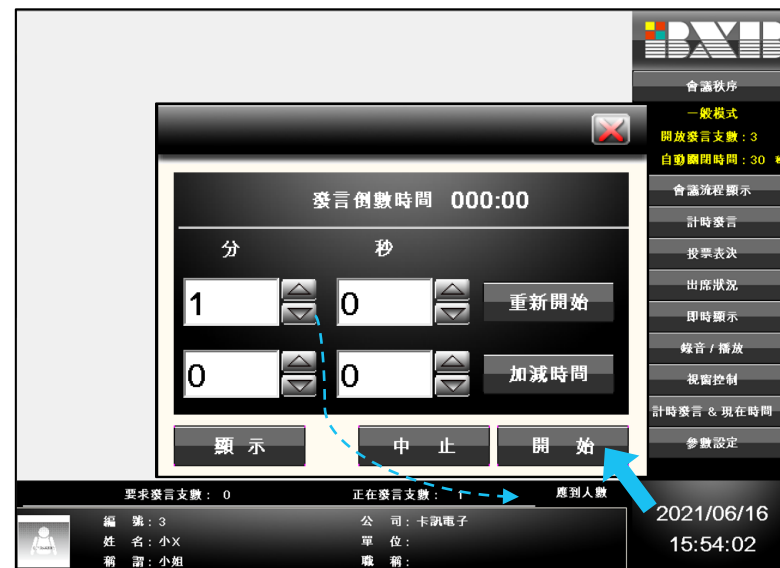 BXB
會議秩序
一般模式
開放發言支數：3
自動關閉時間：30 秒
會議流程顯示
計時發言
投票表決
出席狀況
即時顯示
錄音 / 播放
視窗控制
計時發言 & 現在時間
參數設定
發言倒數時間 000:00
分 秒
1 0 重新開始
0 0 加減時間
顯 示 中 止 開 始
要求發言支數： 0 正在發言支數： 1 應到人數
編 號：3 公 司：卡訊電子
姓 名：小X 單 位：
稱 謂：小姐 職 稱：
2021/06/16
15:54:02